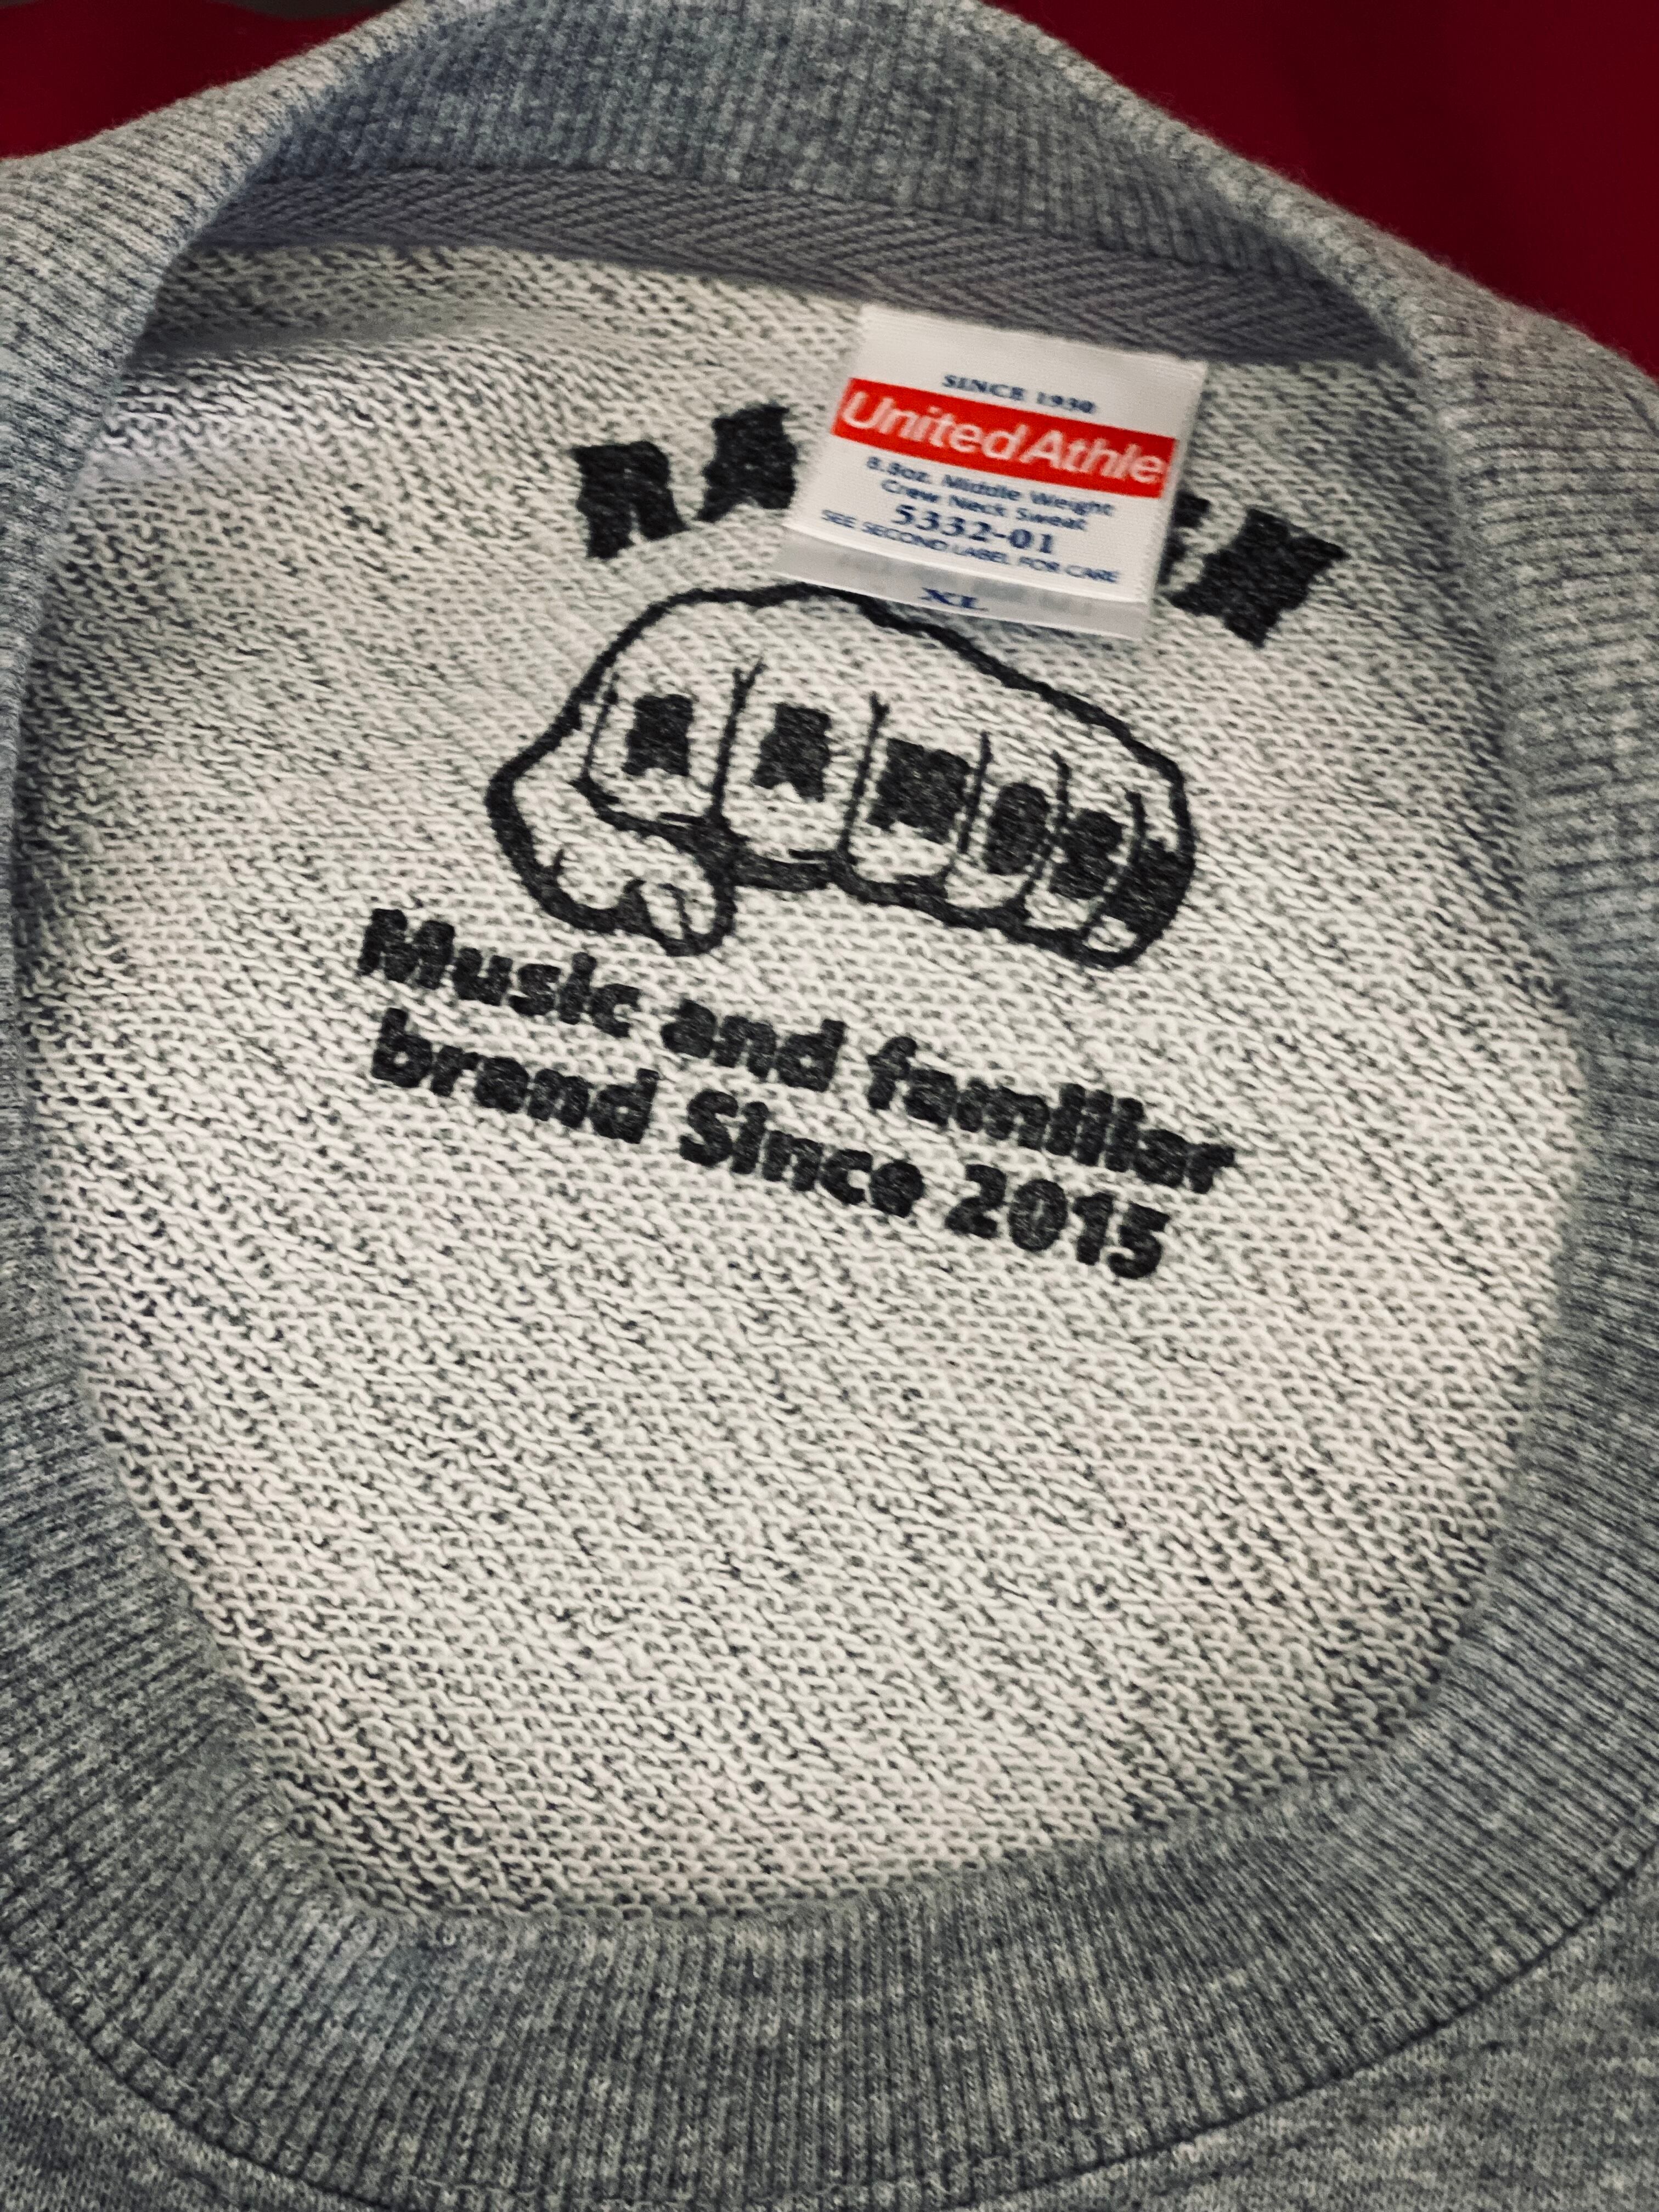 SINCE 1930
United Athle
8.8oz. Middle Weight
Crew Neck Sweat
5332-01
SEE SECOND LABEL FOR CARE
XL
Music and familiar
brand Since 2015